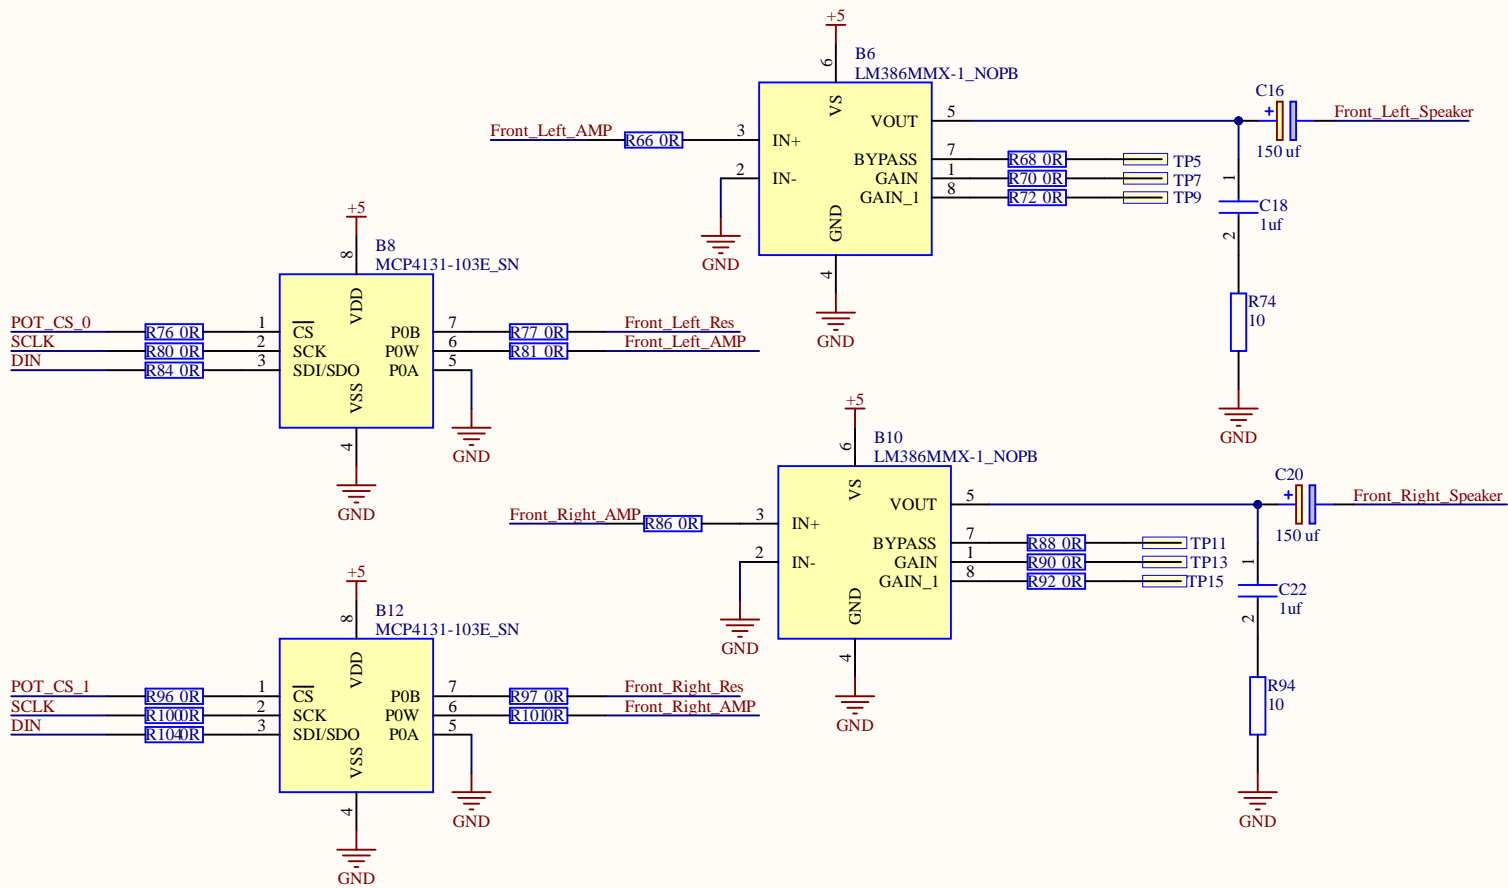 +5
6
B6
LM386MMX-1_NOPB
VS
VOUT
5
C16
+
150 uf
Front_Left_Speaker
Front_Left_AMP
R66 0R
3
IN+
2
IN-
BYPASS
7
R68 0R
TP5
GAIN
1
R70 0R
TP7
GAIN_1
8
R72 0R
TP9
GND
4
GND
GND
1
C18
1uf
2
R74
10
GND
+5
8
B8
MCP4131-103E_SN
VDD
POT_CS_0
R76 0R
1
CS
P0B
7
R77 0R
Front_Left_Res
SCLK
R80 0R
2
SCK
P0W
6
R81 0R
Front_Left_AMP
DIN
R84 0R
3
SDI/SDO
P0A
5
VSS
4
GND
GND
+5
6
B10
LM386MMX-1_NOPB
VS
VOUT
5
C20
+
150 uf
Front_Right_Speaker
Front_Right_AMP
R86 0R
3
IN+
2
IN-
BYPASS
7
R88 0R
TP11
GAIN
1
R90 0R
TP13
GAIN_1
8
R92 0R
TP15
GND
4
GND
GND
1
C22
1uf
2
R94
10
GND
+5
8
B12
MCP4131-103E_SN
VDD
POT_CS_1
R96 0R
1
CS
P0B
7
R97 0R
Front_Right_Res
SCLK
R100 0R
2
SCK
P0W
6
R101 0R
Front_Right_AMP
DIN
R104 0R
3
SDI/SDO
P0A
5
VSS
4
GND
GND